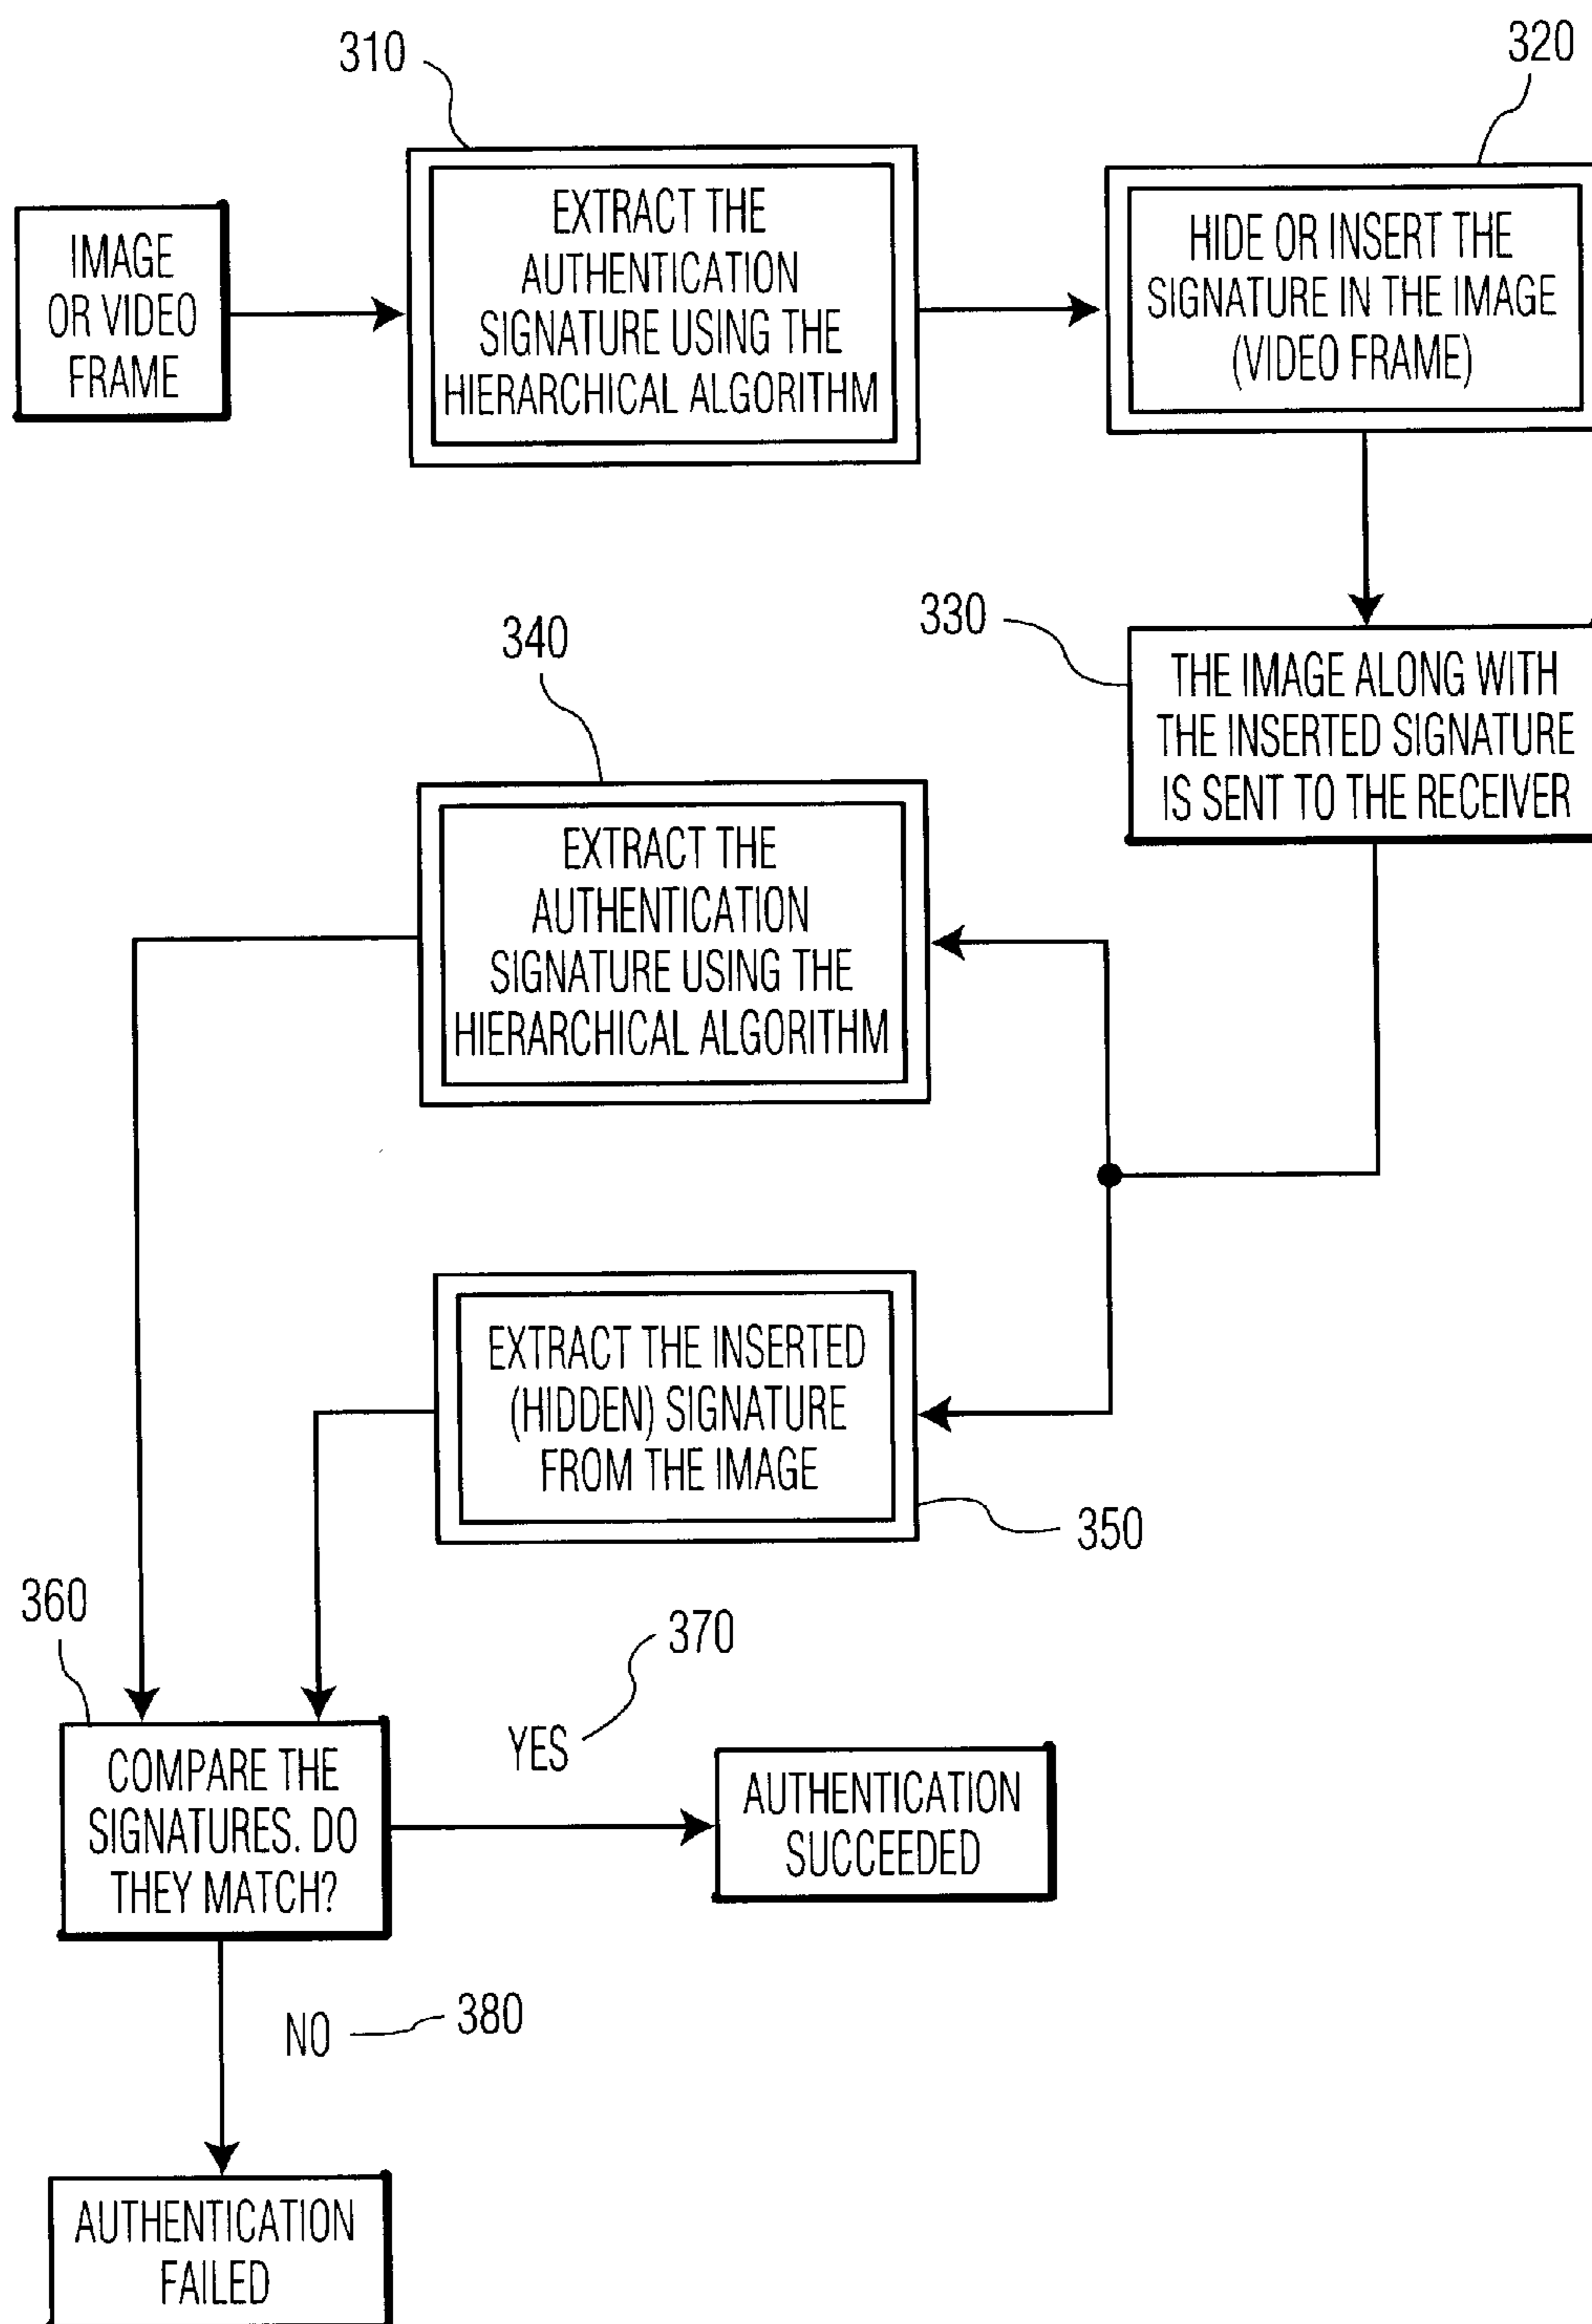 310
320
IMAGE
OR VIDEO
FRAME
EXTRACT THE
AUTHENTICATION
SIGNATURE USING THE
HIERARCHICAL ALGORITHM
HIDE OR INSERT THE
SIGNATURE IN THE IMAGE
(VIDEO FRAME)
330
THE IMAGE ALONG WITH
THE INSERTED SIGNATURE
IS SENT TO THE RECEIVER
340
EXTRACT THE
AUTHENTICATION
SIGNATURE USING THE
HIERARCHICAL ALGORITHM
EXTRACT THE INSERTED
(HIDDEN) SIGNATURE
FROM THE IMAGE
350
360
370
YES
COMPARE THE
SIGNATURES. DO
THEY MATCH?
AUTHENTICATION
SUCCEEDED
NO
380
AUTHENTICATION
FAILED